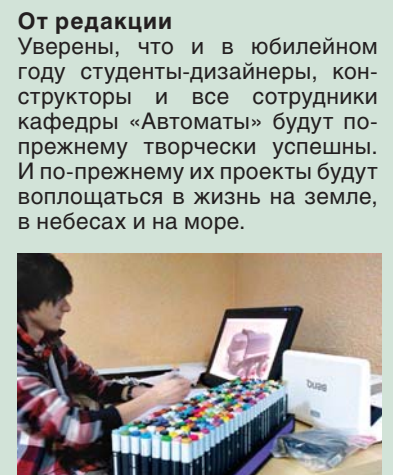 От редакции
Уверены, что и в юбилейном
году студенты-дизайнеры, кон-
структоры и все сотрудники
кафедры «Автоматы» будут по-
прежнему творчески успешны.
И по-прежнему их проекты будут
воплощаться в жизнь на земле,
в небесах и на море.